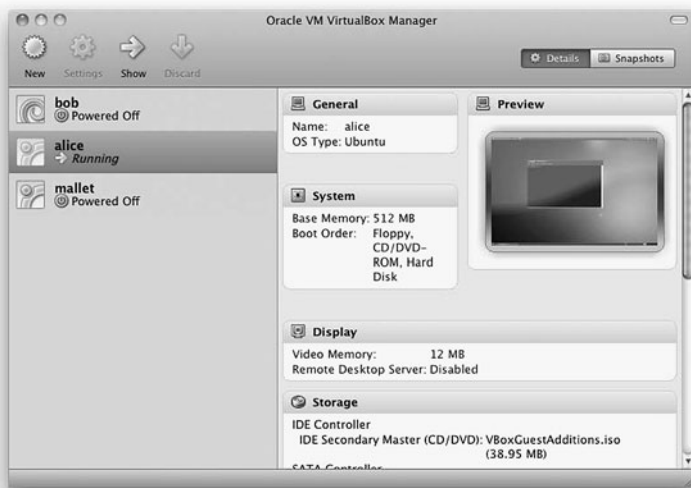 Oracle VM VirtualBox Manager
New Settings Show Discard
Details Snapshots
bob
Powered Off
alice
Running
mallet
Powered Off
General
Name: alice
OS Type: Ubuntu
System
Base Memory: 512 MB
Boot Order: Floppy,
CD/DVD-
ROM, Hard
Disk
Preview
Display
Video Memory: 12 MB
Remote Desktop Server: Disabled
Storage
IDE Controller
IDE Secondary Master (CD/DVD): VBoxGuestAdditions.iso
(38.95 MB)
SATA Controller